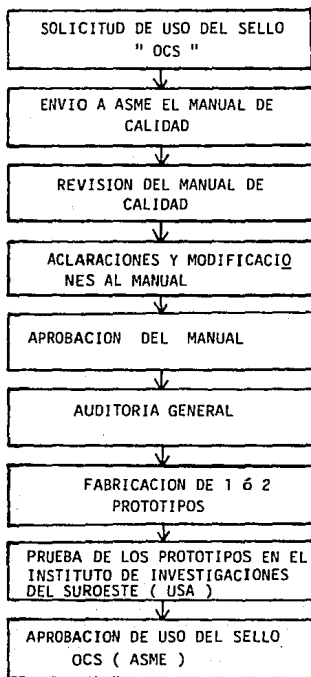 SOLICITUD DE USO DEL SELLO
" OCS "
ENVIO A ASME EL MANUAL DE
CALIDAD
REVISION DEL MANUAL DE
CALIDAD
ACLARACIONES Y MODIFICACIO
NES AL MANUAL
APROBACION DEL MANUAL
AUDITORIA GENERAL
FABRICACION DE 1 ó 2
PROTOTIPOS
PRUEBA DE LOS PROTOTIPOS EN EL
INSTITUTO DE INVESTIGACIONES
DEL SUROESTE ( USA )
APROBACION DE USO DEL SELLO
OCS ( ASME )